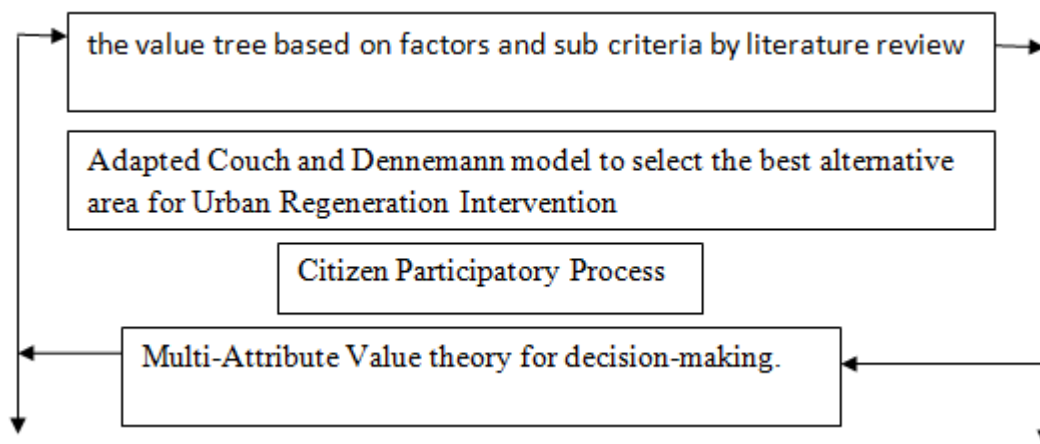 the value tree based on factors and sub criteria by literature review
Adapted Couch and Dennemann model to select the best alternative
area for Urban Regeneration Intervention
Citizen Participatory Process
Multi-Attribute Value theory for decision-making.